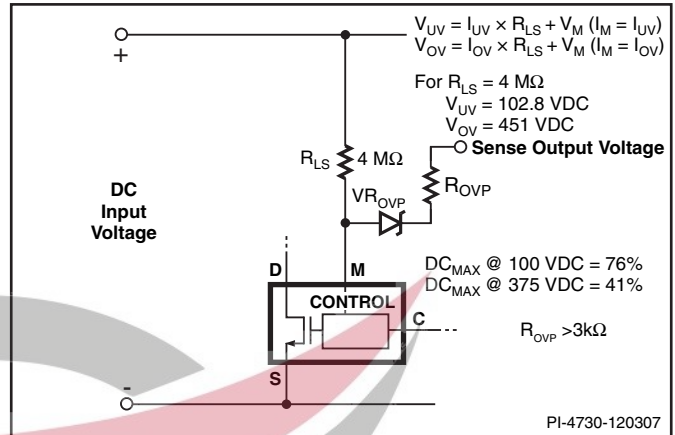 V_UV = I_UV × R_LS + V_M (I_M = I_UV)
V_OV = I_OV × R_LS + V_M (I_M = I_OV)
+
For R_LS = 4 MΩ
V_UV = 102.8 VDC
V_OV = 451 VDC
Sense Output Voltage
R_LS 4 MΩ
R_OVP
VR_OVP
DC
Input
Voltage
D M
DC_MAX @ 100 VDC = 76%
DC_MAX @ 375 VDC = 41%
CONTROL
C
R_OVP >3kΩ
S
-
PI-4730-120307